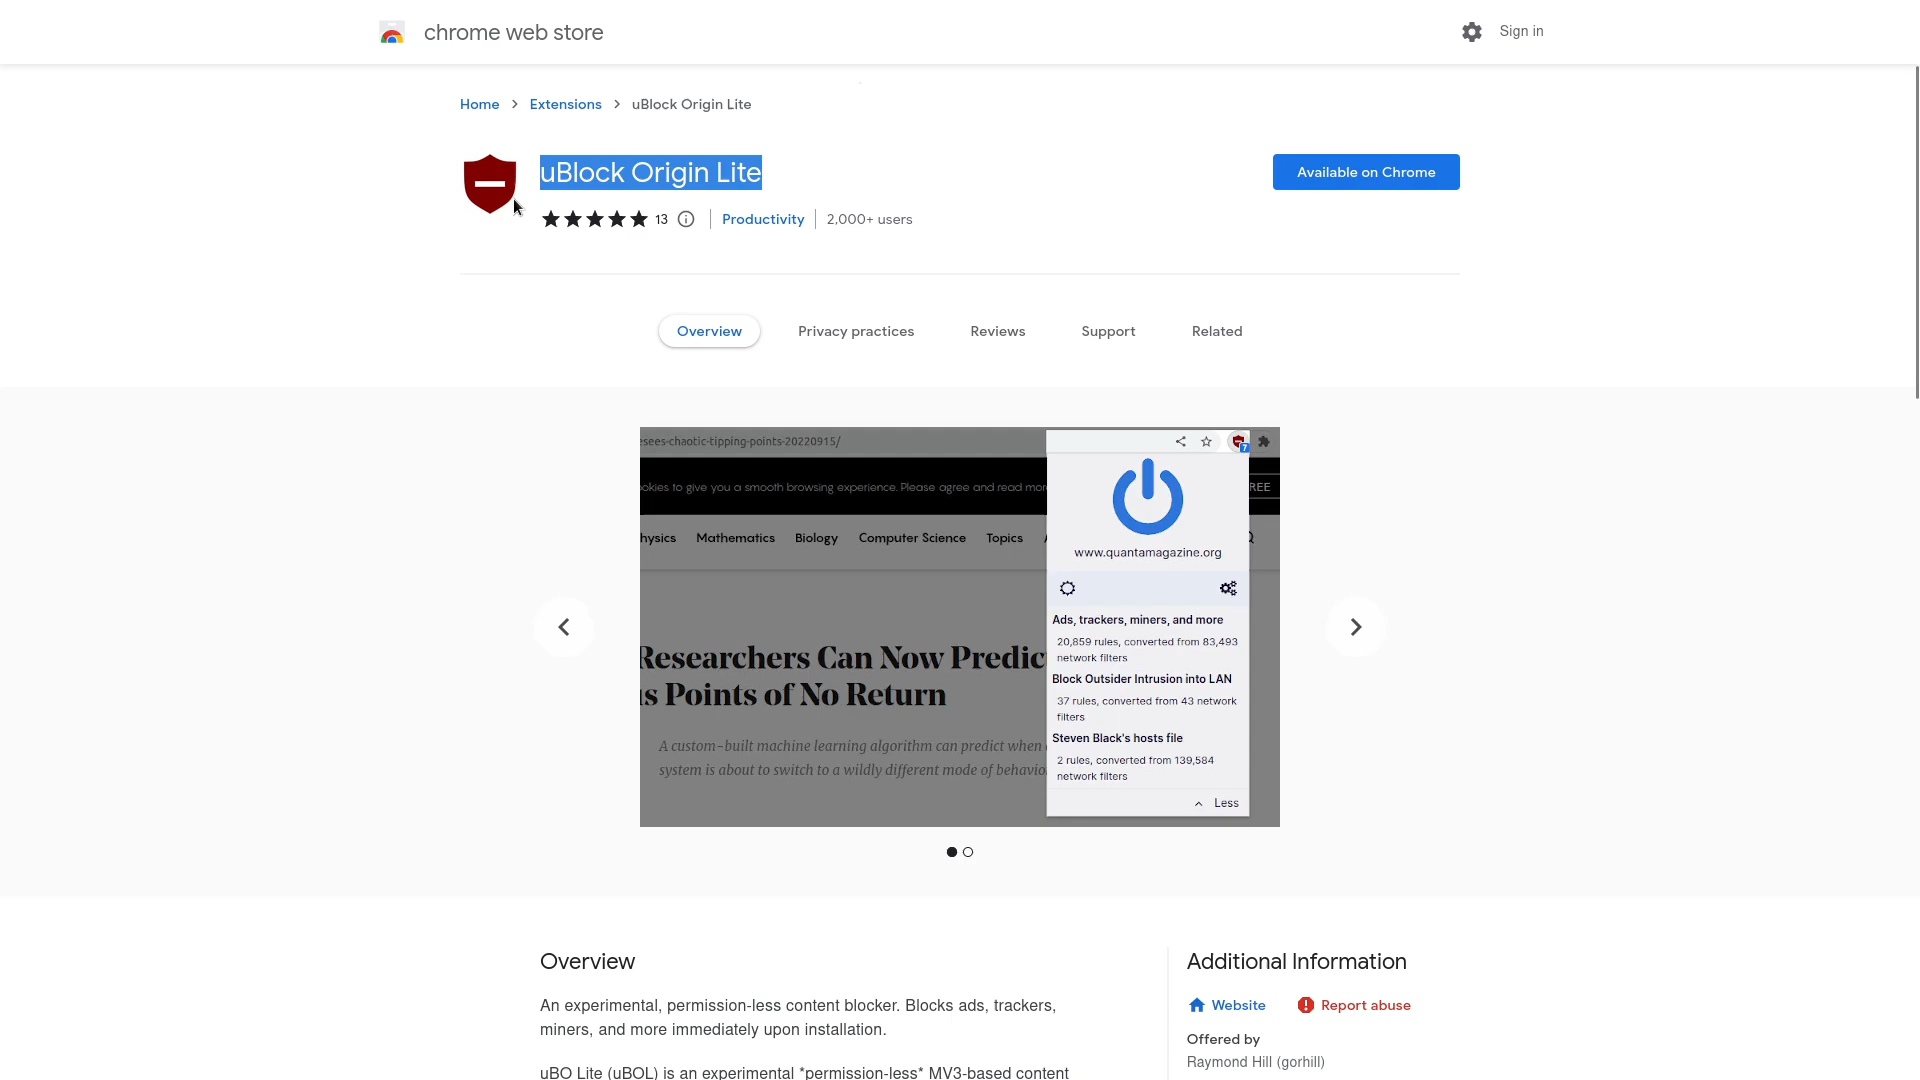 chrome web store
Sign in
Home > Extensions > uBlock Origin Lite
uBlock Origin Lite
Available on Chrome
13
Productivity
2,000+ users
Overview
Privacy practices
Reviews
Support
Related
esees-chaotic-tipping-points-20220915/
ookies to give you a smooth browsing experience. Please agree and read mor
REE
hysics
Mathematics
Biology
Computer Science
Topics
www.quantamagazine.org
Ads, trackers, miners, and more
20,859 rules, converted from 83,493
network filters
Block Outsider Intrusion into LAN
37 rules, converted from 43 network
filters
Steven Black's hosts file
2 rules, converted from 139,584
network filters
Less
Researchers Can Now Predic
is Points of No Return
A custom-built machine learning algorithm can predict when
system is about to switch to a wildly different mode of behavio
7
Overview
An experimental, permission-less content blocker. Blocks ads, trackers,
miners, and more immediately upon installation.
uBO Lite (uBOL) is an experimental *permission-less* MV3-based content
Additional Information
Website
Report abuse
Offered by
Raymond Hill (gorhill)